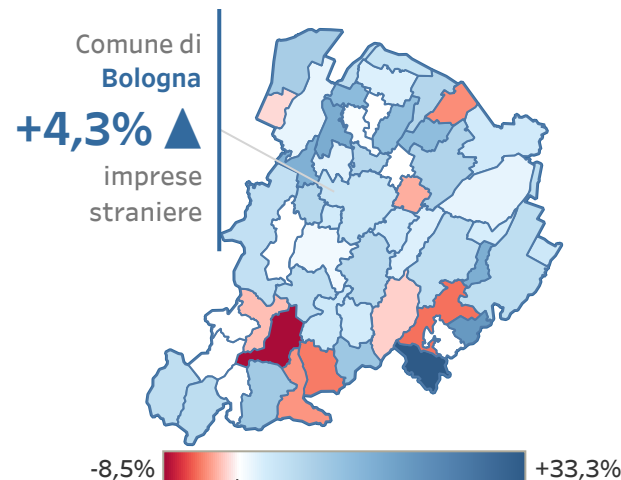 Comune di
Bologna
+4,3%
imprese
straniere
-8,5%
+33,3%